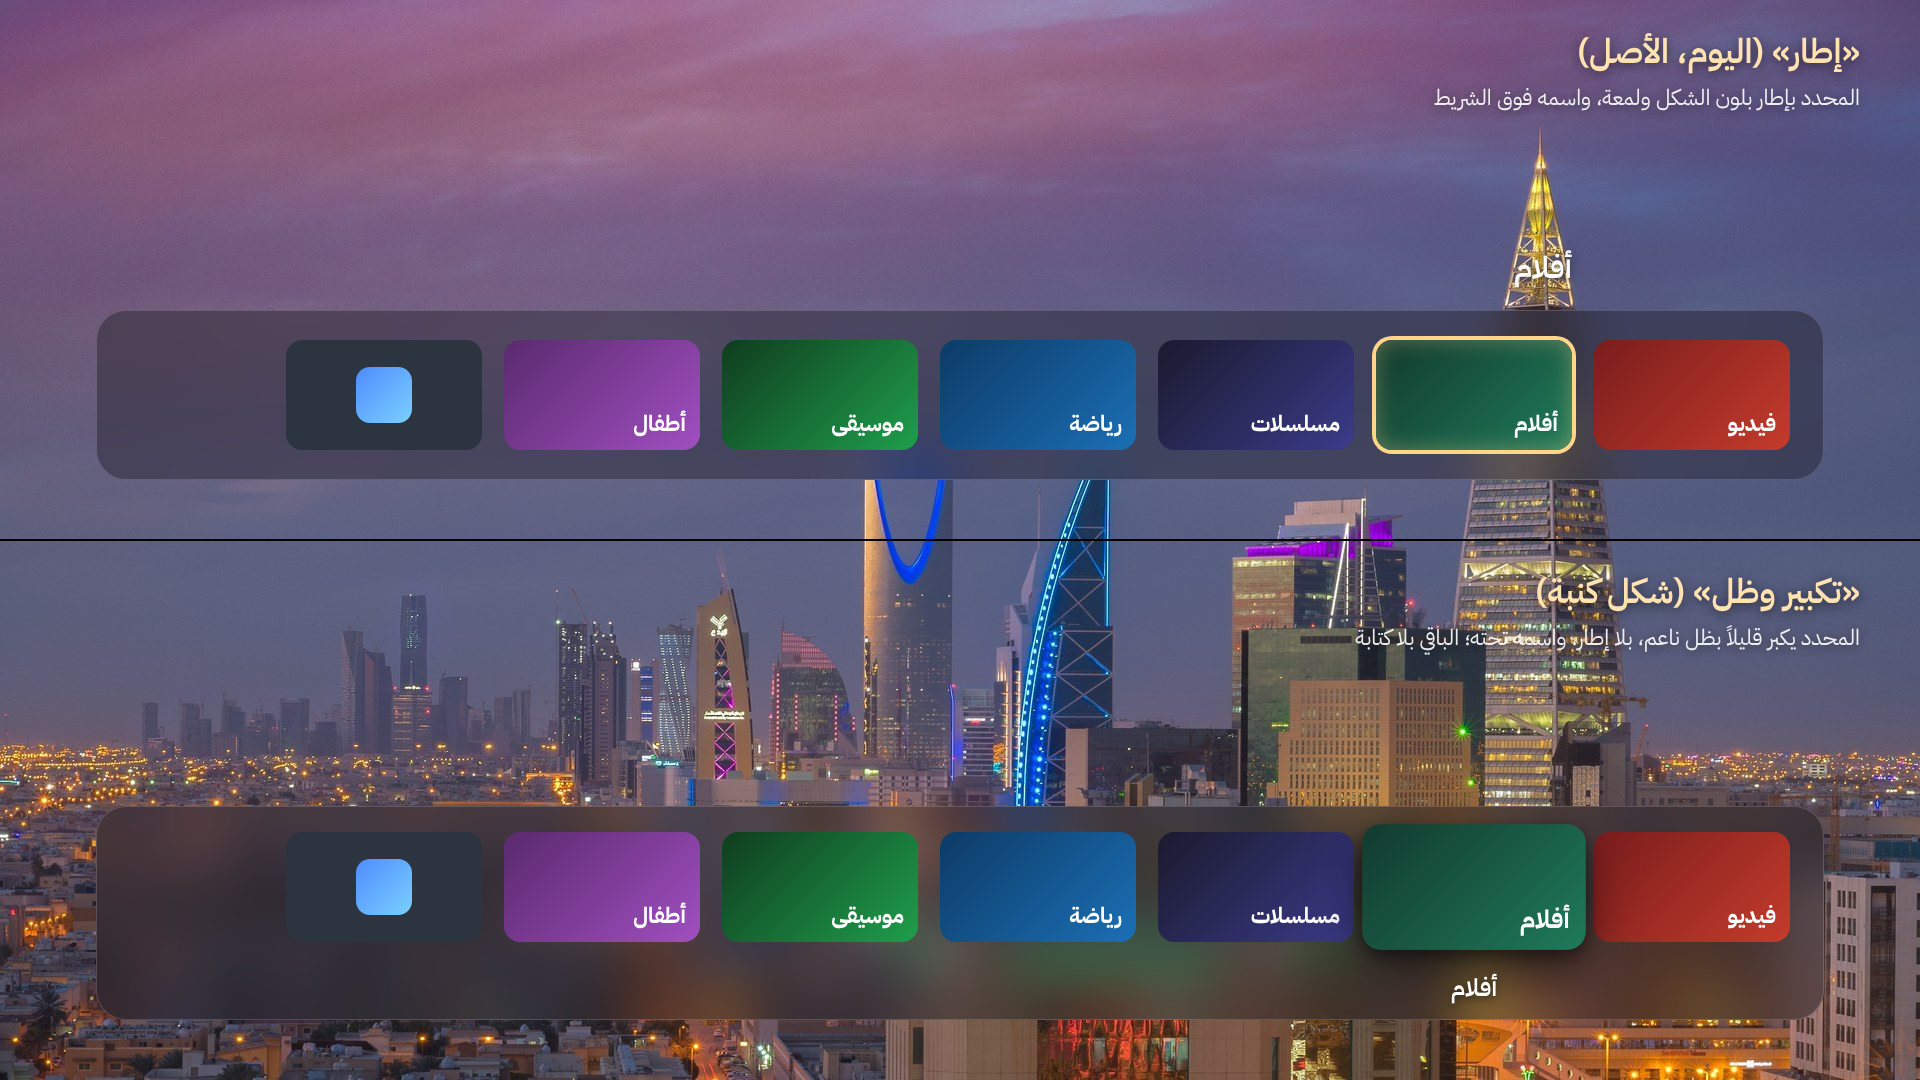 «إطار» (اليوم، الأصل)
المحدد بإطار بلون الشكل ولمعة، واسمه فوق الشريط
أفلام
فيديو
أفلام
مسلسلات
رياضة
موسيقى
أطفال
«تكبير وظل» (شكل كنبة)
المحدد يكبر قليلاً بظل ناعم، بلا إطار، واسمه تحته؛ الباقي بلا كتابة
فيديو
أفلام
مسلسلات
رياضة
موسيقى
أطفال
أفلام